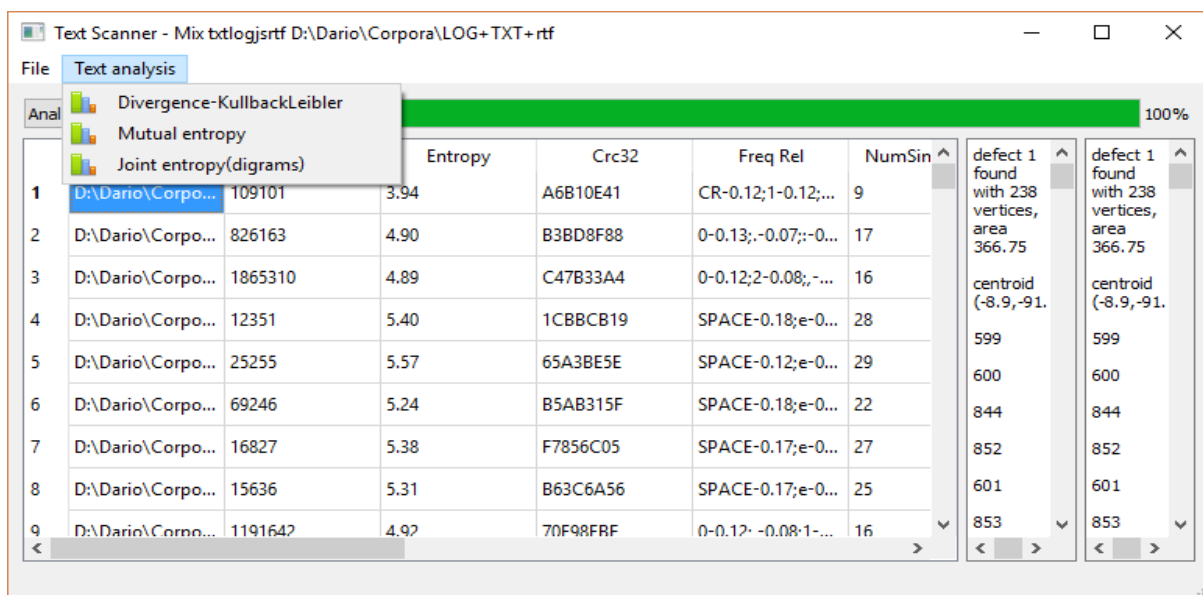 Text Scanner - Mix txtlogjsrtf D:\Dario\Corpora\LOG+TXT+rtf
File Text analysis
Divergence-KullbackLeibler
Mutual entropy
Joint entropy(digrams)
Anal 100%
Entropy Crc32 Freq Rel NumSin
1 D:\Dario\Corpo... 109101 3.94 A6B10E41 CR-0.12;1-0.12;... 9
2 D:\Dario\Corpo... 826163 4.90 B3BD8F88 0-0.13;.-0.07;:-0... 17
3 D:\Dario\Corpo... 1865310 4.89 C47B33A4 0-0.12;2-0.08;,-... 16
4 D:\Dario\Corpo... 12351 5.40 1CBBCB19 SPACE-0.18;e-0... 28
5 D:\Dario\Corpo... 25255 5.57 65A3BE5E SPACE-0.12;e-0... 29
6 D:\Dario\Corpo... 69246 5.24 B5AB315F SPACE-0.18;e-0... 22
7 D:\Dario\Corpo... 16827 5.38 F7856C05 SPACE-0.17;e-0... 27
8 D:\Dario\Corpo... 15636 5.31 B63C6A56 SPACE-0.17;e-0... 25
9 D:\Dario\Corpo... 1191642 4.92 16
defect 1
found
with 238
vertices,
area
366.75
centroid
(-8.9,-91.
599
600
844
852
601
853
defect 1
found
with 238
vertices,
area
366.75
centroid
(-8.9,-91.
599
600
844
852
601
853